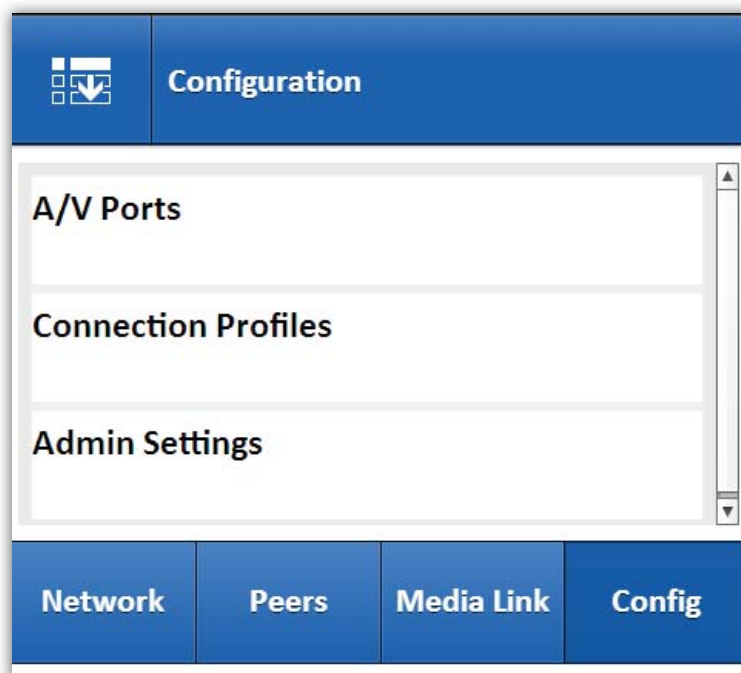 Configuration
A/V Ports
Connection Profiles
Admin Settings
Network Peers Media Link Config